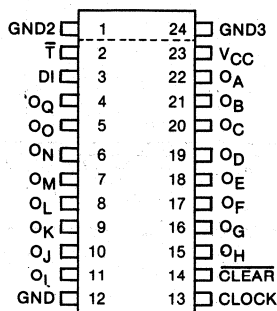 GND2 1 24 GND3
T̅ 2 23 VCC
DI 3 22 OA
OQ 4 21 OB
OO 5 20 OC
ON 6 19 OD
OM 7 18 OE
OL 8 17 OF
OK 9 16 OG
OJ 10 15 OH
OI 11 14 C̅L̅E̅A̅R̅
GND 12 13 CLOCK